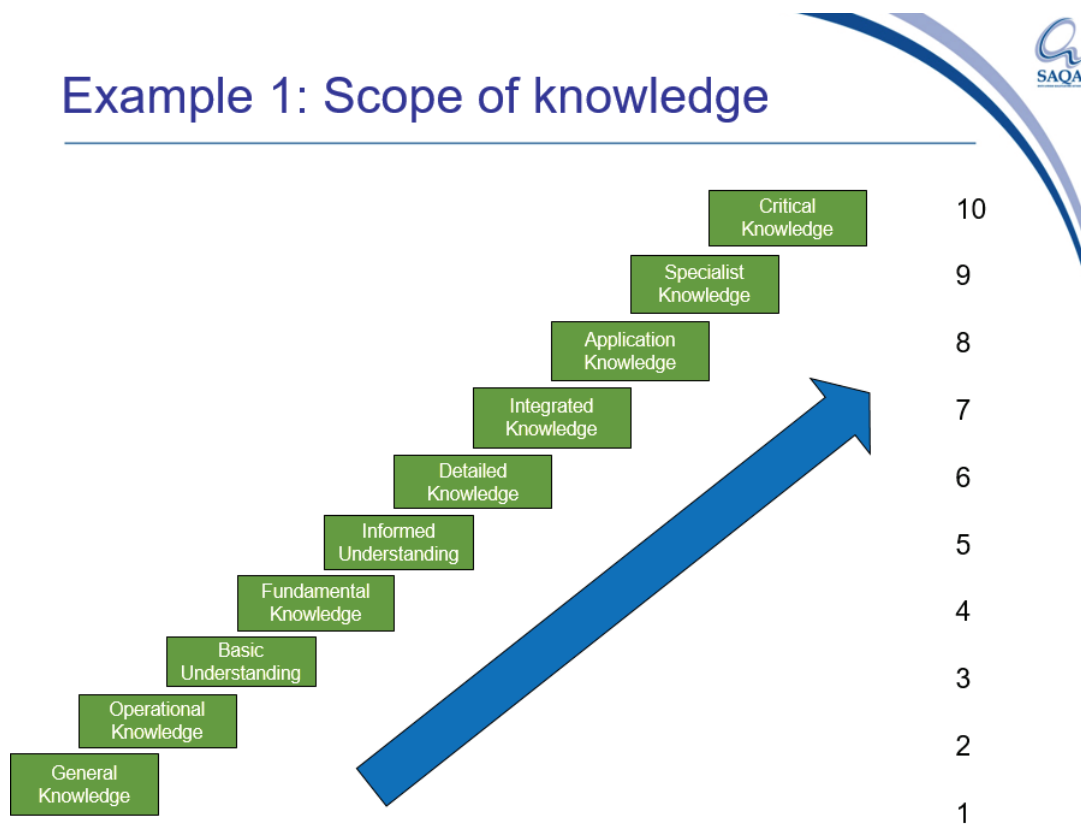 SAQA
Example 1: Scope of knowledge
Critical
Knowledge
10
Specialist
Knowledge
9
Application
Knowledge
8
Integrated
Knowledge
7
Detailed
Knowledge
6
Informed
Understanding
5
Fundamental
Knowledge
4
Basic
Understanding
3
Operational
Knowledge
2
General
Knowledge
1